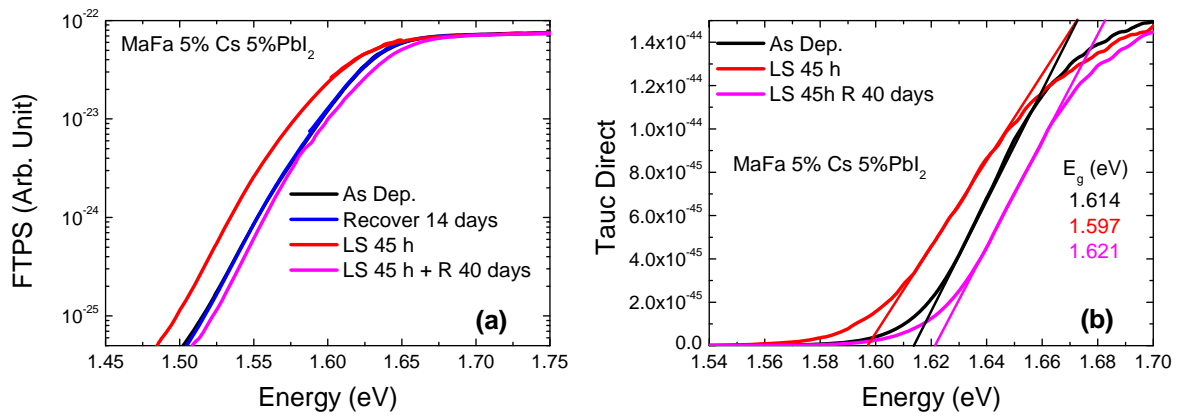 MaFa 5% Cs 5%PbI₂
FTPS (Arb. Unit)
10⁻²²
10⁻²³
10⁻²⁴
10⁻²⁵
As Dep.
Recover 14 days
LS 45 h
LS 45 h + R 40 days
(a)
1.45 1.50 1.55 1.60 1.65 1.70 1.75
Energy (eV)
Tauc Direct
1.4x10⁻⁴⁴
1.2x10⁻⁴⁴
1.0x10⁻⁴⁴
8.0x10⁻⁴⁵
6.0x10⁻⁴⁵
4.0x10⁻⁴⁵
2.0x10⁻⁴⁵
0.0
As Dep.
LS 45 h
LS 45h R 40 days
MaFa 5% Cs 5%PbI₂
E_g (eV)
1.614
1.597
1.621
(b)
1.54 1.56 1.58 1.60 1.62 1.64 1.66 1.68 1.70
Energy (eV)